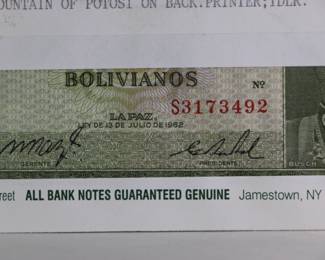 OUNTAIN OF POTOSI ON BACK.PRINTER;TDLR.
BOLIVIANOS
Nº
S3173492
LA PAZ,
LEY DE 13 DE JULIO DE 1962
GERENTE
PRESIDENTE
BUSCH
reet ALL BANK NOTES GUARANTEED GENUINE Jamestown, NY